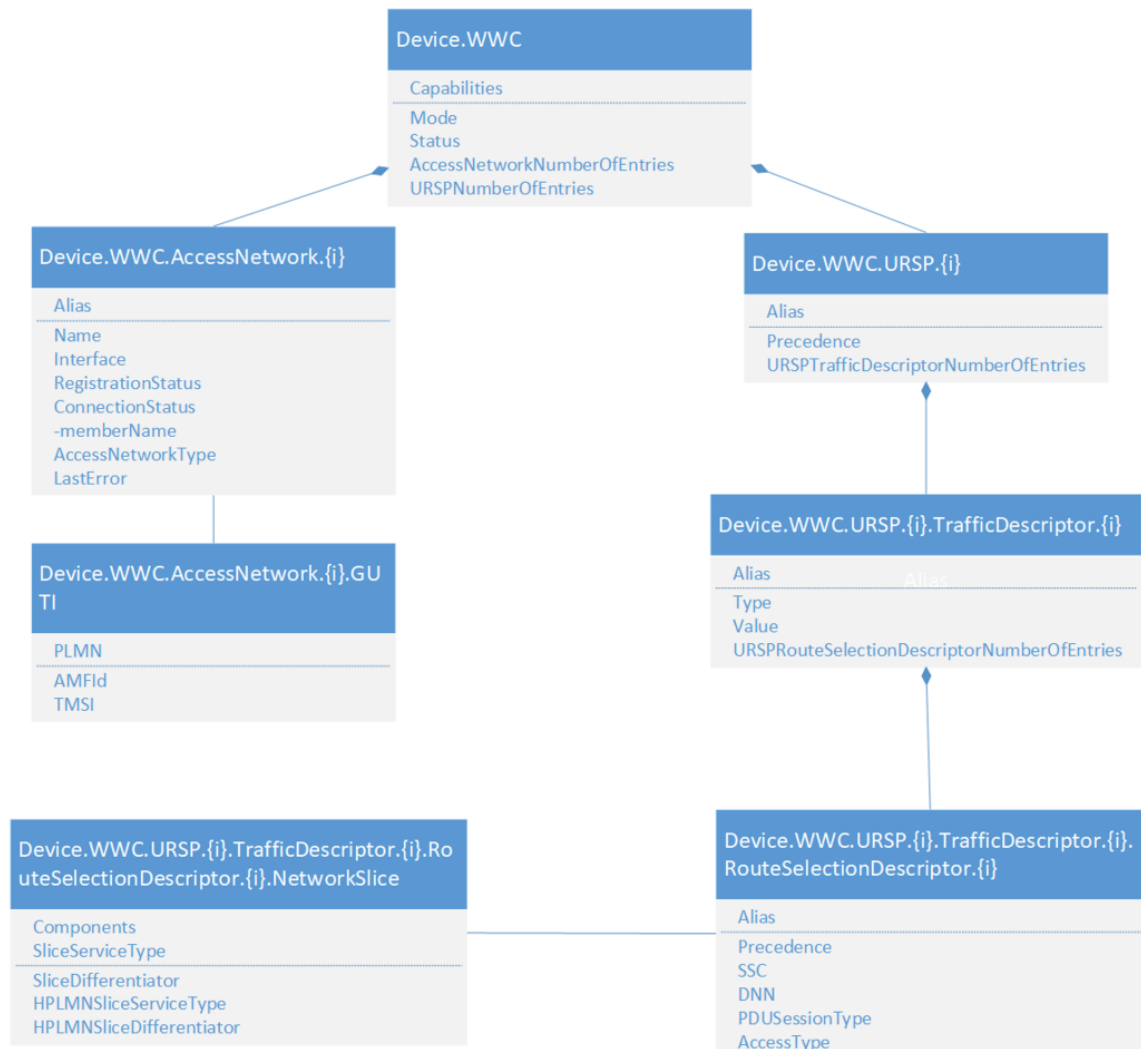 Device.WWC
Capabilities
Mode
Status
AccessNetworkNumberOfEntries
URSPNumberOfEntries
Device.WWC.AccessNetwork.{i}
Alias
Name
Interface
RegistrationStatus
ConnectionStatus
-memberName
AccessNetworkType
LastError
Device.WWC.URSP.{i}
Alias
Precedence
URSPTrafficDescriptorNumberOfEntries
Device.WWC.AccessNetwork.{i}.GU
TI
PLMN
AMFId
TMSI
Device.WWC.URSP.{i}.TrafficDescriptor.{i}
Alias
Alias
Type
Value
URSPRouteSelectionDescriptorNumberOfEntries
Device.WWC.URSP.{i}.TrafficDescriptor.{i}.Ro
uteSelectionDescriptor.{i}.NetworkSlice
Components
SliceServiceType
SliceDifferentiator
HPLMNSliceServiceType
HPLMNSliceDifferentiator
Device.WWC.URSP.{i}.TrafficDescriptor.{i}.
RouteSelectionDescriptor.{i}
Alias
Precedence
SSC
DNN
PDUSessionType
AccessType